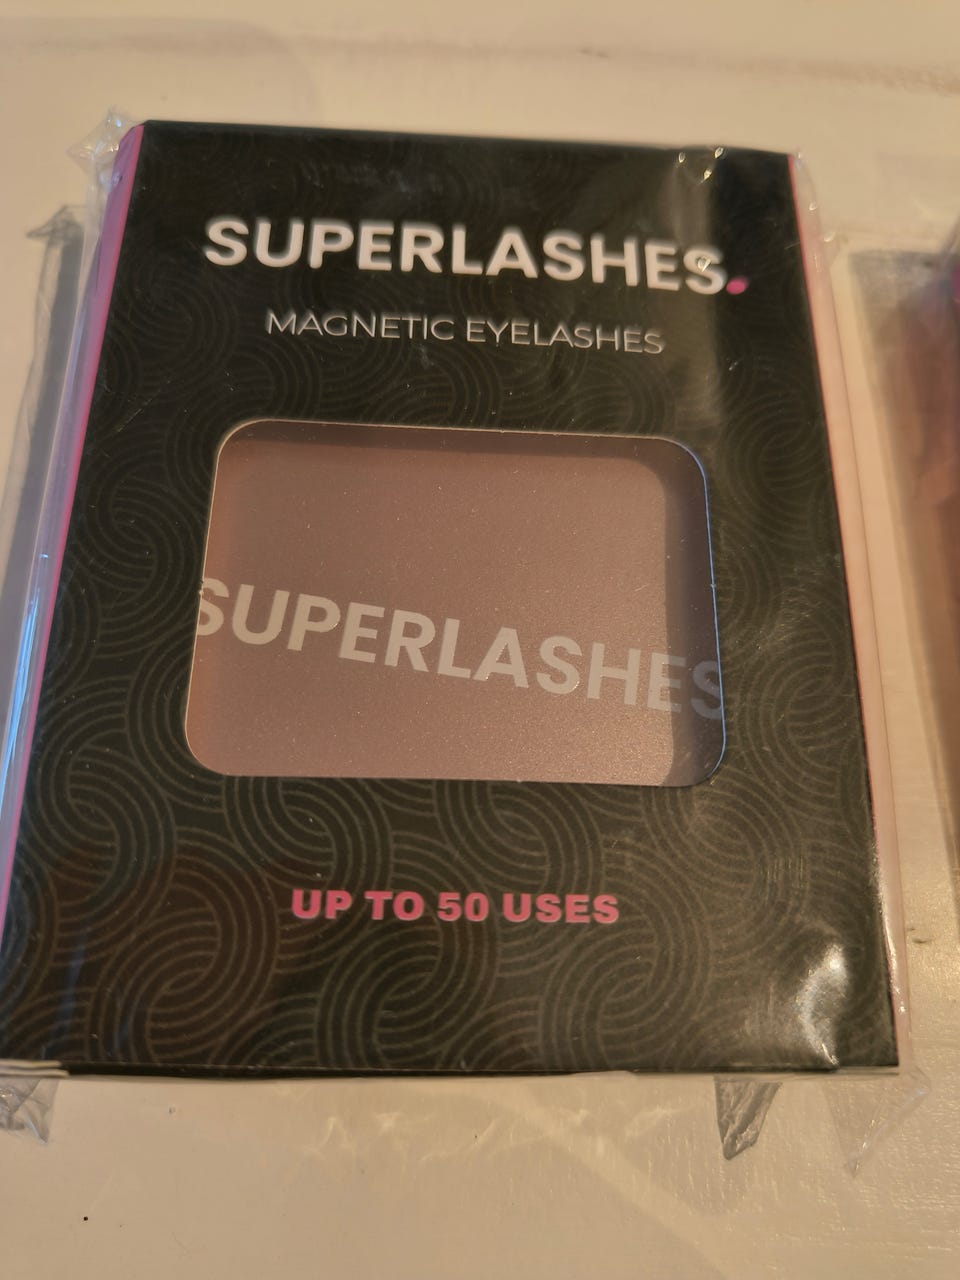 SUPERLASHES.
MAGNETIC EYELASHES
SUPERLASHES
UP TO 50 USES